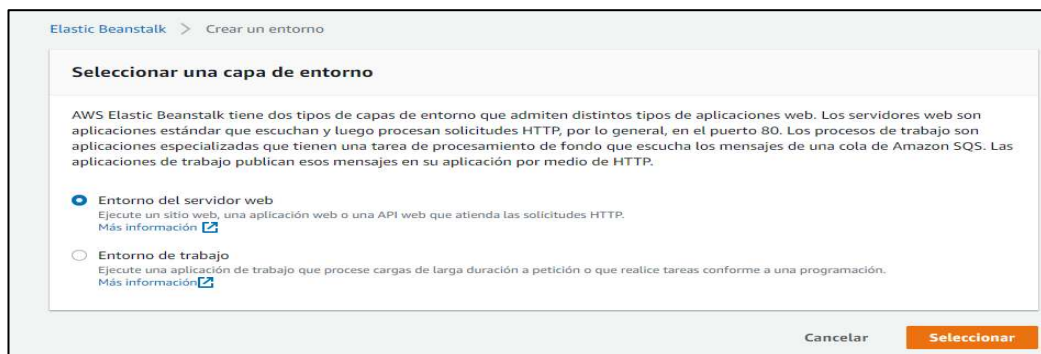 Elastic Beanstalk > Crear un entorno
Seleccionar una capa de entorno
AWS Elastic Beanstalk tiene dos tipos de capas de entorno que admiten distintos tipos de aplicaciones web. Los servidores web son
aplicaciones estándar que escuchan y luego procesan solicitudes HTTP, por lo general, en el puerto 80. Los procesos de trabajo son
aplicaciones especializadas que tienen una tarea de procesamiento de fondo que escucha los mensajes de una cola de Amazon SQS. Las
aplicaciones de trabajo publican esos mensajes en su aplicación por medio de HTTP.
Entorno del servidor web
Ejecute un sitio web, una aplicación web o una API web que atienda las solicitudes HTTP.
Más información
Entorno de trabajo
Ejecute una aplicación de trabajo que procese cargas de larga duración a petición o que realice tareas conforme a una programación.
Más información
Cancelar Seleccionar